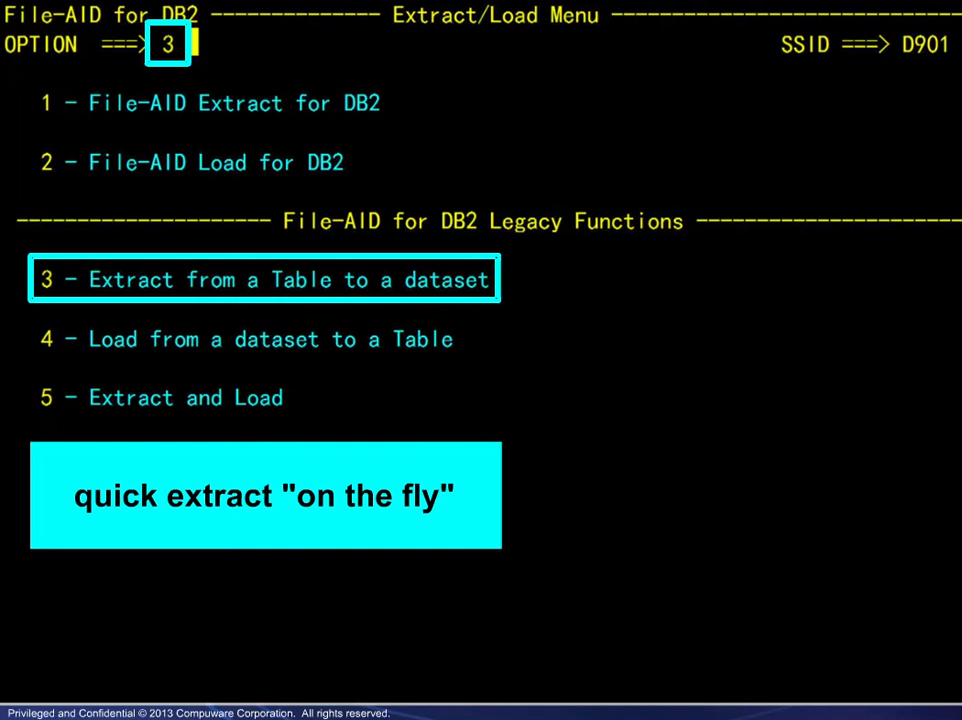 File-AID for DB2 -------------- Extract/Load Menu ------------------------------
OPTION ===> 3 SSID ===> D901
1 - File-AID Extract for DB2
2 - File-AID Load for DB2
--------------------- File-AID for DB2 Legacy Functions ----------------------
3 - Extract from a Table to a dataset
4 - Load from a dataset to a Table
5 - Extract and Load
quick extract "on the fly"
Privileged and Confidential © 2013 Compuware Corporation. All rights reserved.